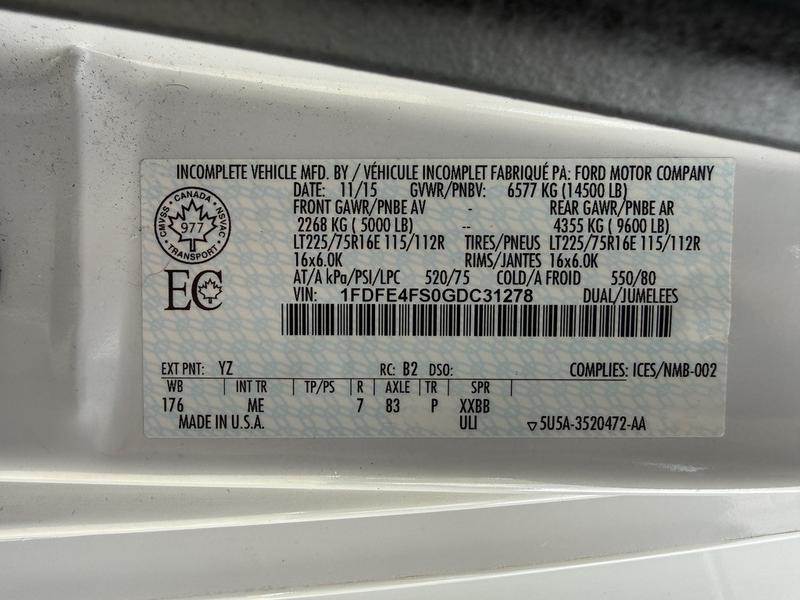 INCOMPLETE VEHICLE MFD. BY / VÉHICULE INCOMPLET FABRIQUÉ PA: FORD MOTOR COMPANY
DATE: 11/15 GVWR/PNBV: 6577 KG (14500 LB)
FRONT GAWR/PNBE AV - REAR GAWR/PNBE AR
2268 KG ( 5000 LB) -- 4355 KG ( 9600 LB)
LT225/75R16E 115/112R TIRES/PNEUS LT225/75R16E 115/112R
16x6.0K RIMS/JANTES 16x6.0K
AT/A kPa/PSI/LPC 520/75 COLD/A FROID 550/80
VIN: 1FDFE4FS0GDC31278 DUAL/JUMELEES
CANADA
CMVSS 977 NSVAC
TRANSPORT
EC
EXT PNT: YZ RC: B2 DSO: COMPLIES: ICES/NMB-002
WB INT TR TP/PS R AXLE TR SPR
176 ME 7 83 P XXBB
MADE IN U.S.A. ULI ▽5U5A-3520472-AA